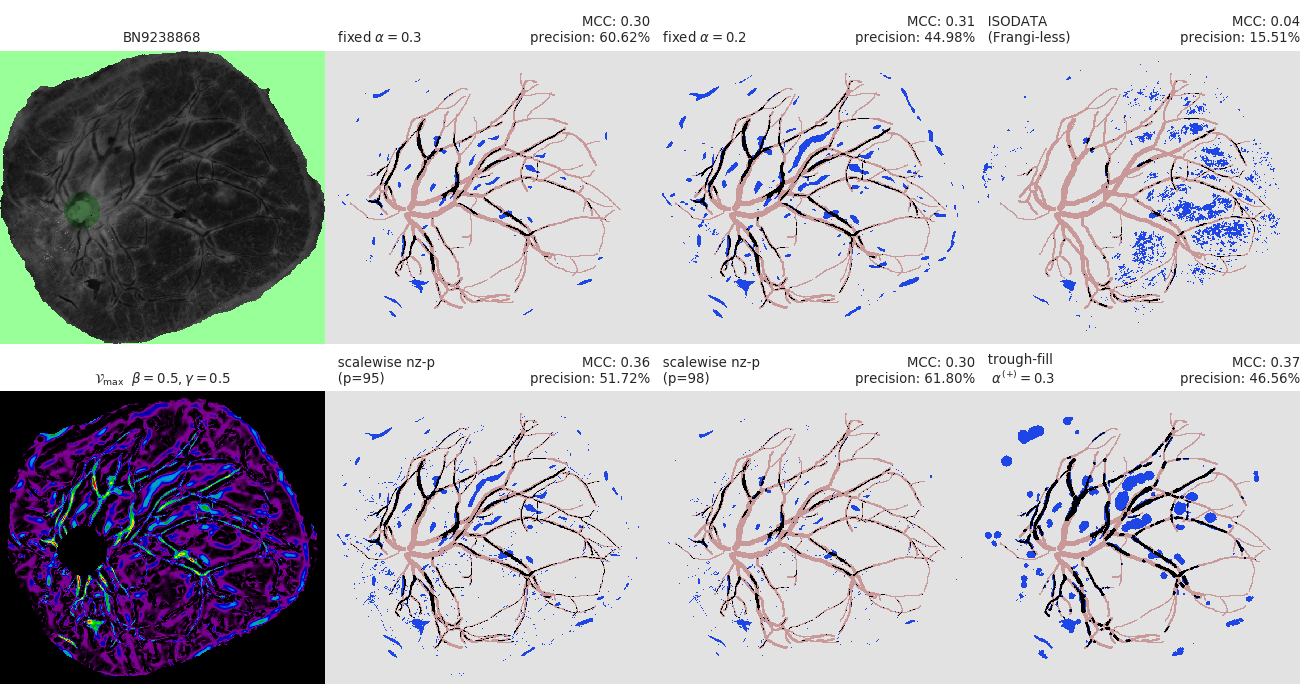 BN9238868
fixed α = 0.3
MCC: 0.30
precision: 60.62%
fixed α = 0.2
MCC: 0.31
precision: 44.98%
ISODATA
(Frangi-less)
MCC: 0.04
precision: 15.51%
𝒱max β = 0.5, γ = 0.5
scalewise nz-p
(p=95)
MCC: 0.36
precision: 51.72%
scalewise nz-p
(p=98)
MCC: 0.30
precision: 61.80%
trough-fill
α(+) = 0.3
MCC: 0.37
precision: 46.56%